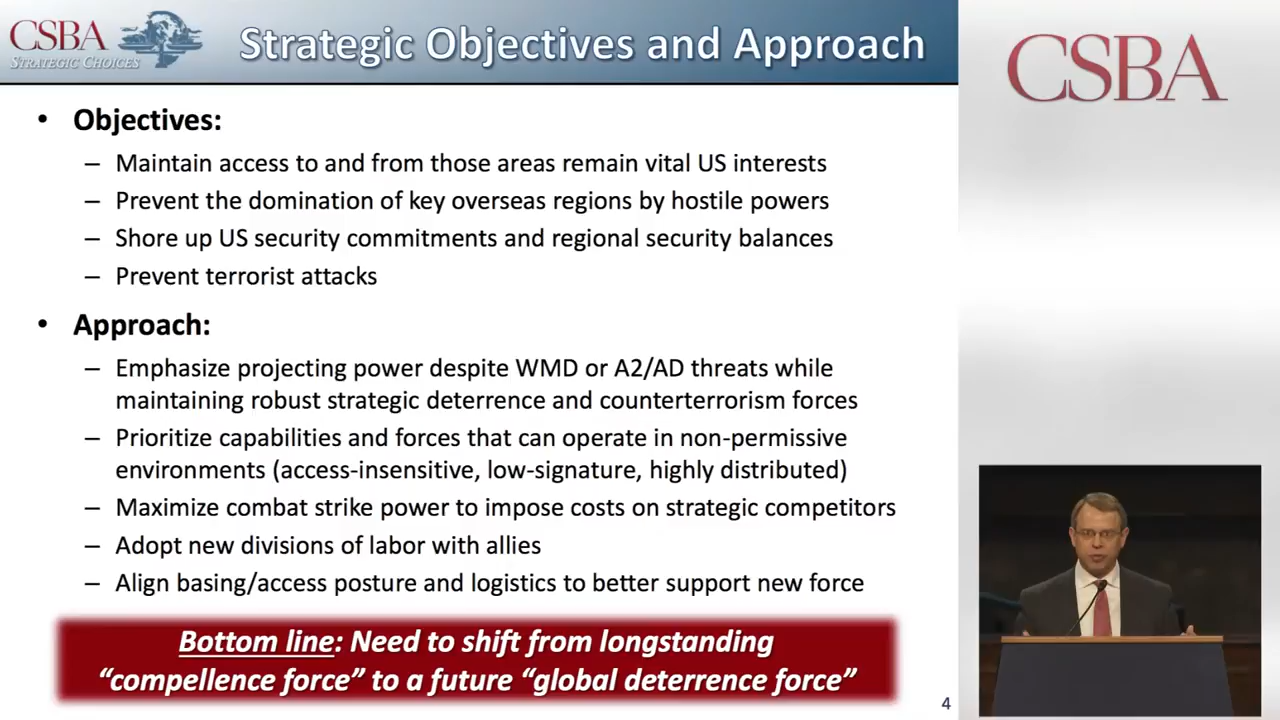 CSBA
STRATEGIC CHOICES
Strategic Objectives and Approach
CSBA
• Objectives:
– Maintain access to and from those areas remain vital US interests
– Prevent the domination of key overseas regions by hostile powers
– Shore up US security commitments and regional security balances
– Prevent terrorist attacks
• Approach:
– Emphasize projecting power despite WMD or A2/AD threats while
maintaining robust strategic deterrence and counterterrorism forces
– Prioritize capabilities and forces that can operate in non-permissive
environments (access-insensitive, low-signature, highly distributed)
– Maximize combat strike power to impose costs on strategic competitors
– Adopt new divisions of labor with allies
– Align basing/access posture and logistics to better support new force
Bottom line: Need to shift from longstanding
“compellence force” to a future “global deterrence force”
4